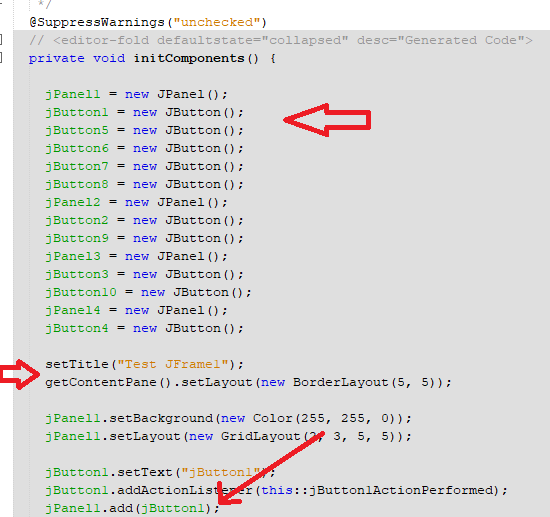 */
@SuppressWarnings("unchecked")
// <editor-fold defaultstate="collapsed" desc="Generated Code">
private void initComponents() {
jPanel1 = new JPanel();
jButton1 = new JButton();
jButton5 = new JButton();
jButton6 = new JButton();
jButton7 = new JButton();
jButton8 = new JButton();
jPanel2 = new JPanel();
jButton2 = new JButton();
jButton9 = new JButton();
jPanel3 = new JPanel();
jButton3 = new JButton();
jButton10 = new JButton();
jPanel4 = new JPanel();
jButton4 = new JButton();
setTitle("Test JFrame1");
getContentPane().setLayout(new BorderLayout(5, 5));
jPanel1.setBackground(new Color(255, 255, 0));
jPanel1.setLayout(new GridLayout(2, 3, 5, 5));
jButton1.setText("jButton1");
jButton1.addActionListener(this::jButton1ActionPerformed);
jPanel1.add(jButton1);